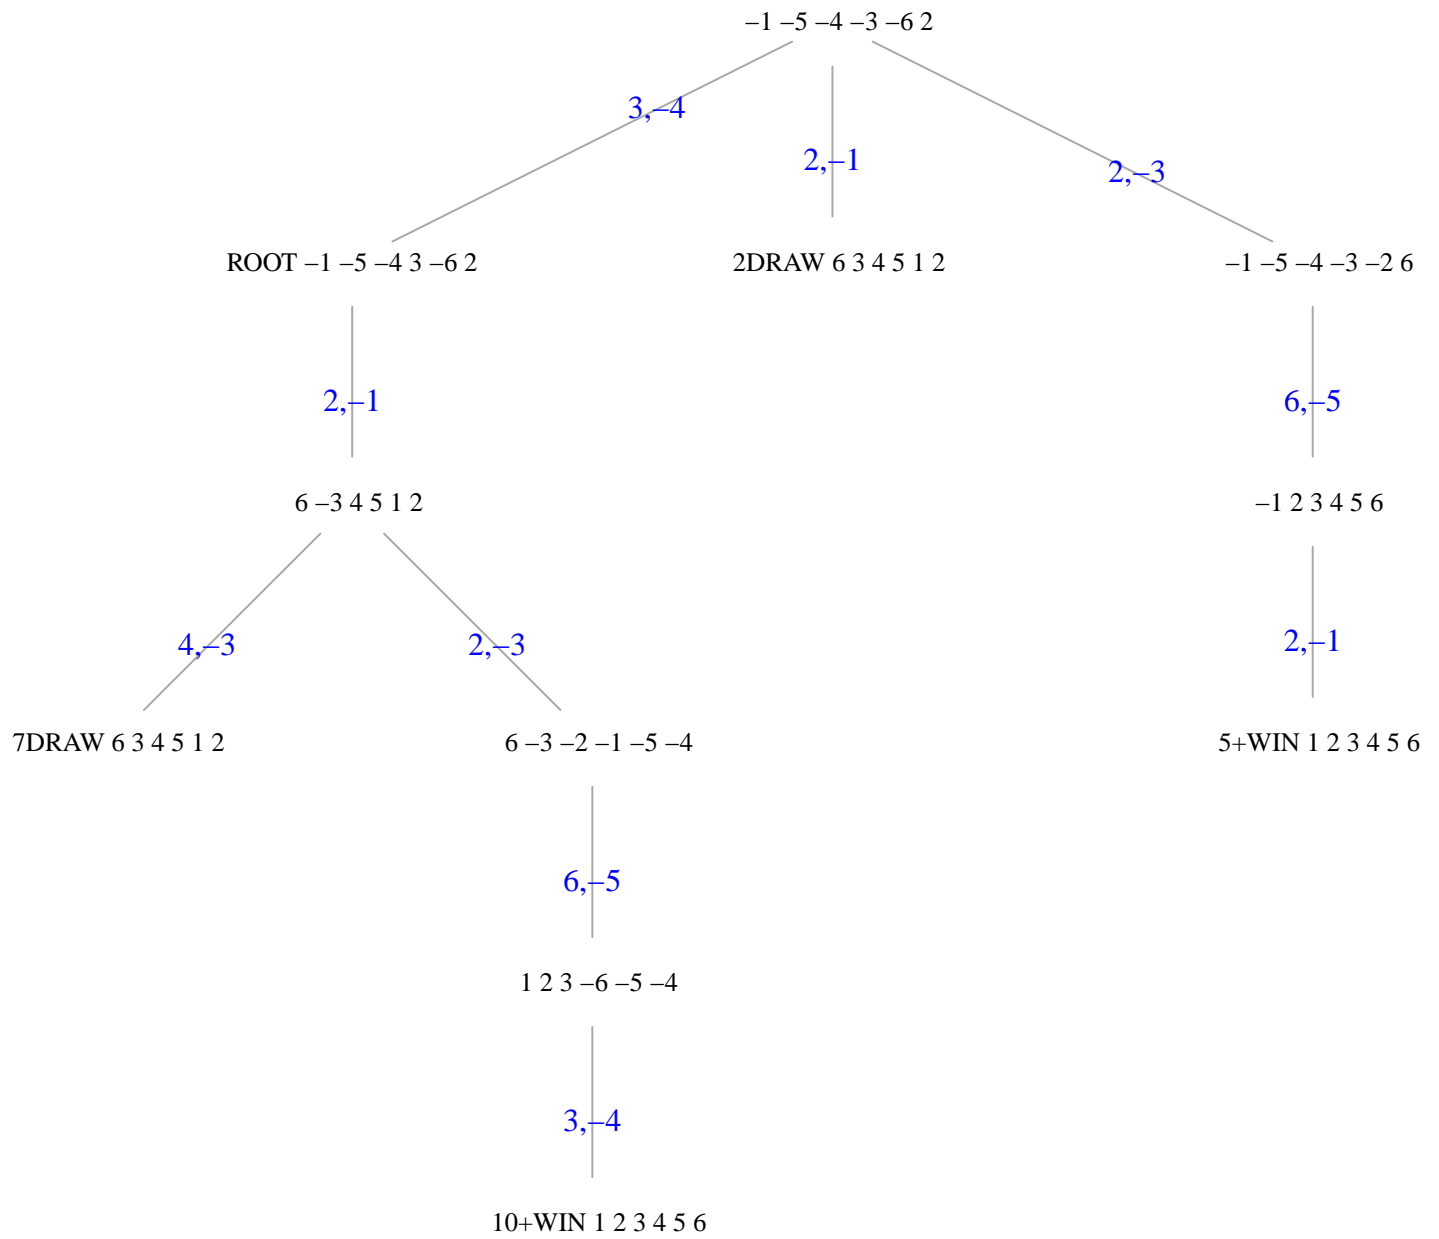 –1 –5 –4 –3 –6 2
3,–4
2,–1
2,–3
ROOT –1 –5 –4 3 –6 2
2DRAW 6 3 4 5 1 2
–1 –5 –4 –3 –2 6
2,–1
6,–5
6 –3 4 5 1 2
–1 2 3 4 5 6
4,–3
2,–3
2,–1
7DRAW 6 3 4 5 1 2
6 –3 –2 –1 –5 –4
5+WIN 1 2 3 4 5 6
6,–5
1 2 3 –6 –5 –4
3,–4
10+WIN 1 2 3 4 5 6